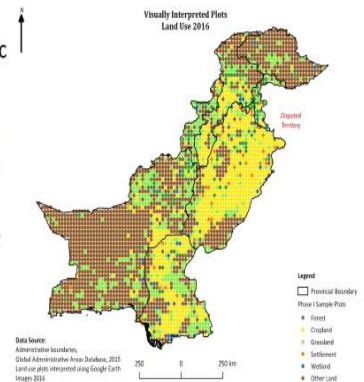 Visually Interpreted Plots
Land Use 2016
N
C
Disputed
Territory
Legend
Provincial Boundary
Phase I Sample Plots
Forest
Cropland
Grassland
Settlement
Wetland
Other Land
Data Source:
Administrative boundaries,
Global Administrative Areas Database, 2015
Land use plots interpreted using Google Earth
Images 2016
250 0 250 km